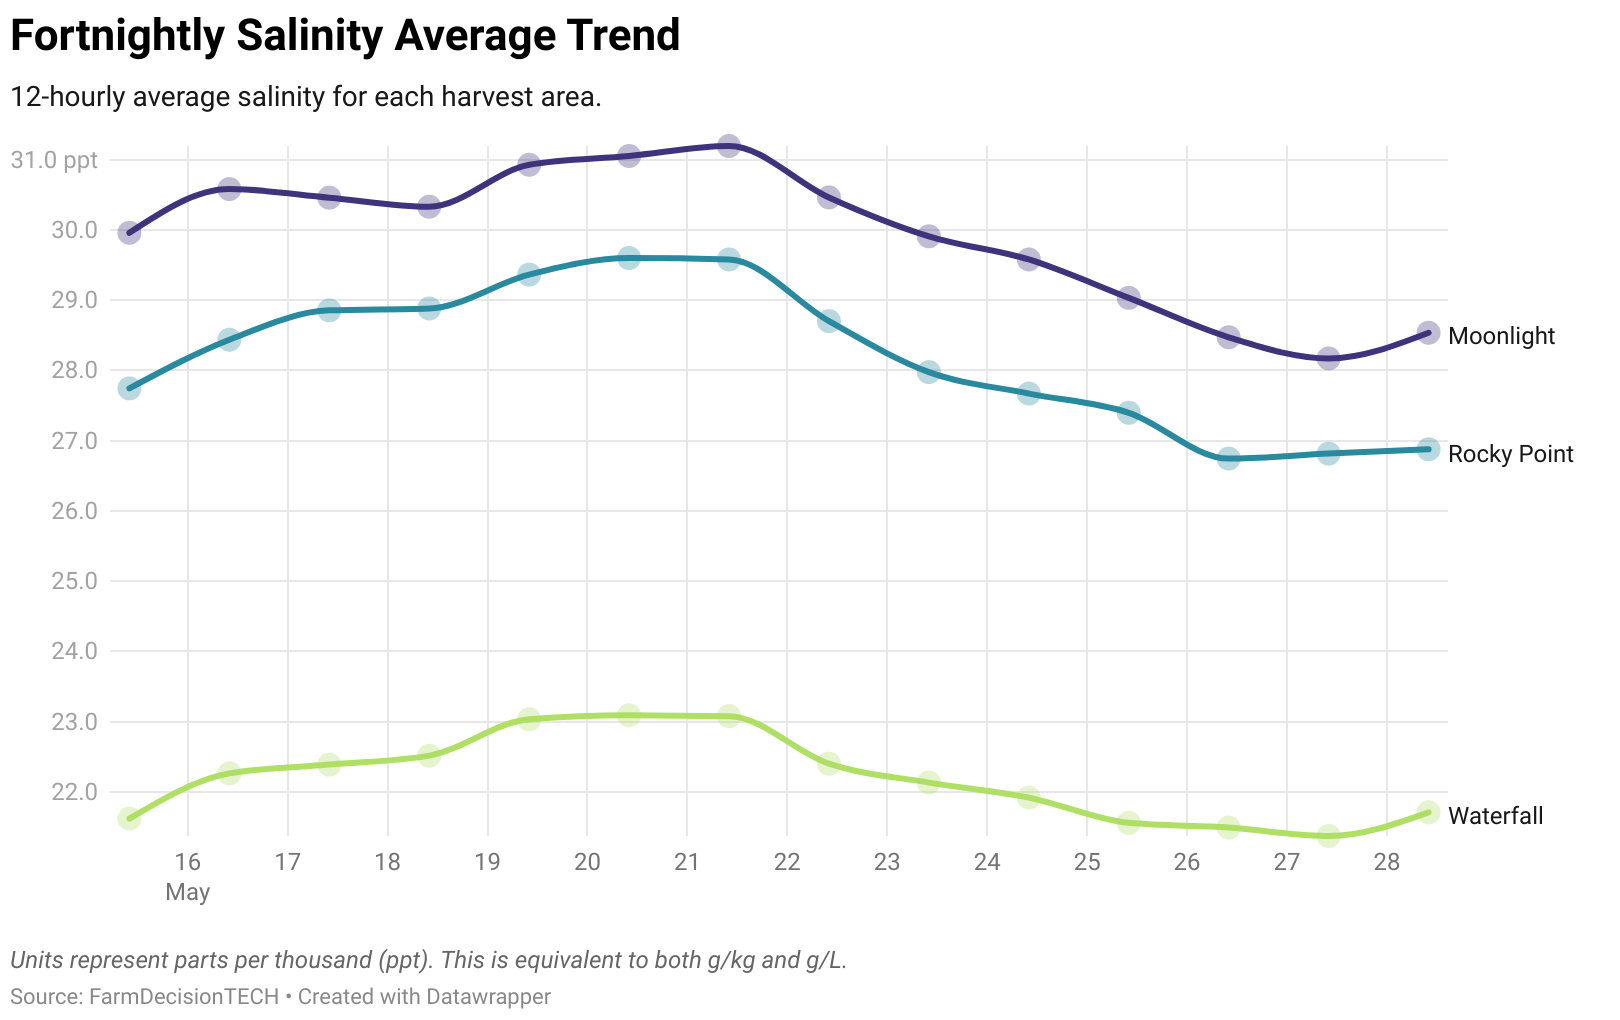 Fortnightly Salinity Average Trend
12-hourly average salinity for each harvest area.
31.0 ppt
30.0
29.0
28.0
27.0
26.0
25.0
24.0
23.0
22.0
Moonlight
Rocky Point
Waterfall
16 17 18 19 20 21 22 23 24 25 26 27 28
May
Units represent parts per thousand (ppt). This is equivalent to both g/kg and g/L.
Source: FarmDecisionTECH • Created with Datawrapper